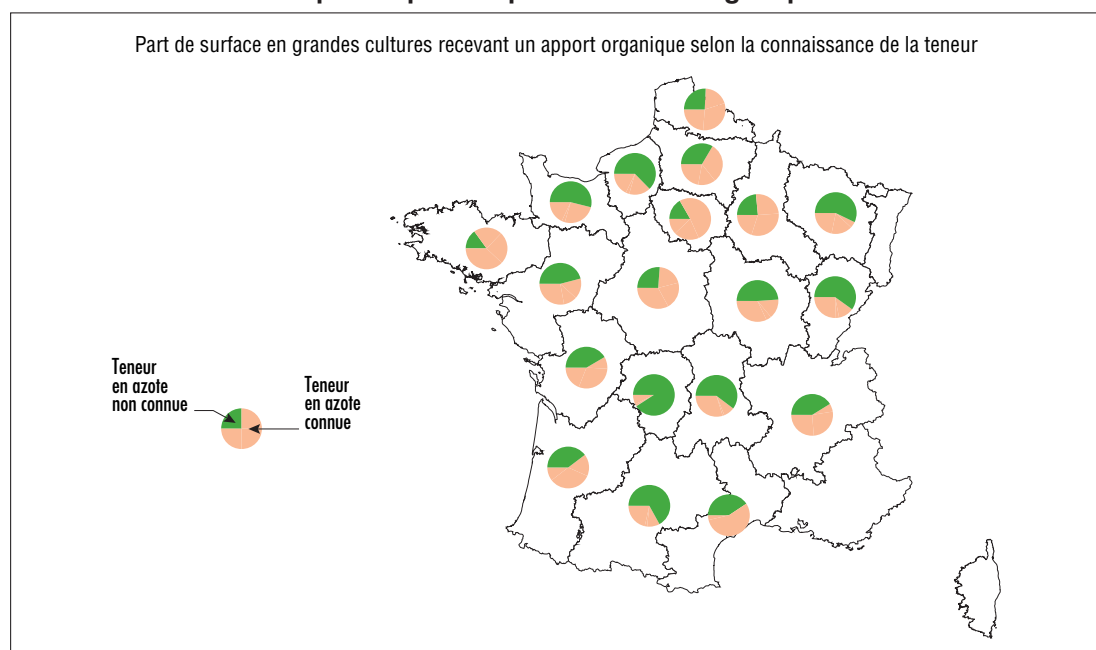 Part de surface en grandes cultures recevant un apport organique selon la connaissance de la teneur
Teneur
en azote
non connue
Teneur
en azote
connue